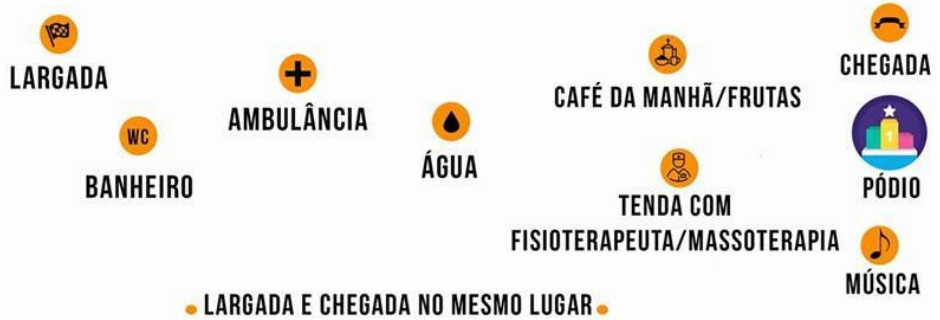 LARGADA
WC
BANHEIRO
AMBULÂNCIA
ÁGUA
CAFÉ DA MANHÃ/FRUTAS
TENDA COM
FISIOTERAPEUTA/MASSOTERAPIA
CHEGADA
1
PÓDIO
MÚSICA
• LARGADA E CHEGADA NO MESMO LUGAR •